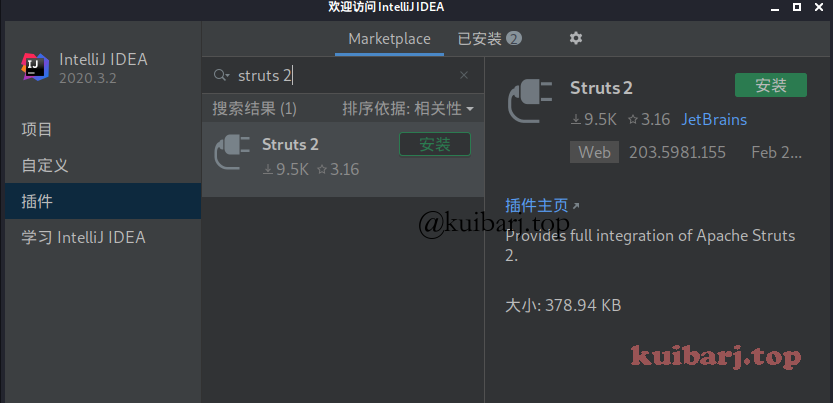 欢迎访问 IntelliJ IDEA
IntelliJ IDEA
2020.3.2
项目
自定义
插件
学习 IntelliJ IDEA
Marketplace
已安装 2
struts 2
搜索结果 (1)
排序依据: 相关性
Struts 2
9.5K 3.16
安装
Struts 2
安装
9.5K 3.16 JetBrains
Web 203.5981.155 Feb 2...
插件主页
Provides full integration of Apache Struts
2.
大小: 378.94 KB
@kuibarj.top
kuibarj.top